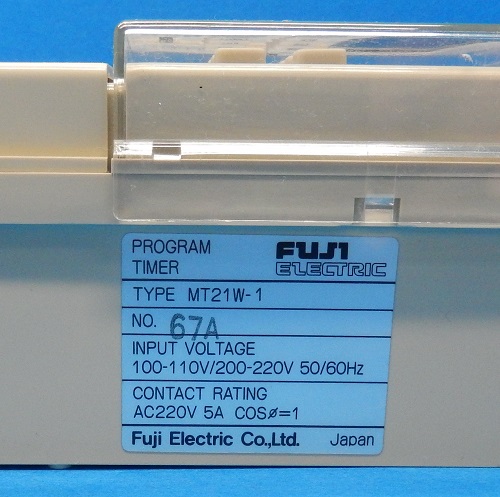 PROGRAM
TIMER
FUJI
ELECTRIC
TYPE MT21W-1
NO. 67A
INPUT VOLTAGE
100-110V/200-220V 50/60Hz
CONTACT RATING
AC220V 5A COSø=1
Fuji Electric Co.,Ltd. Japan